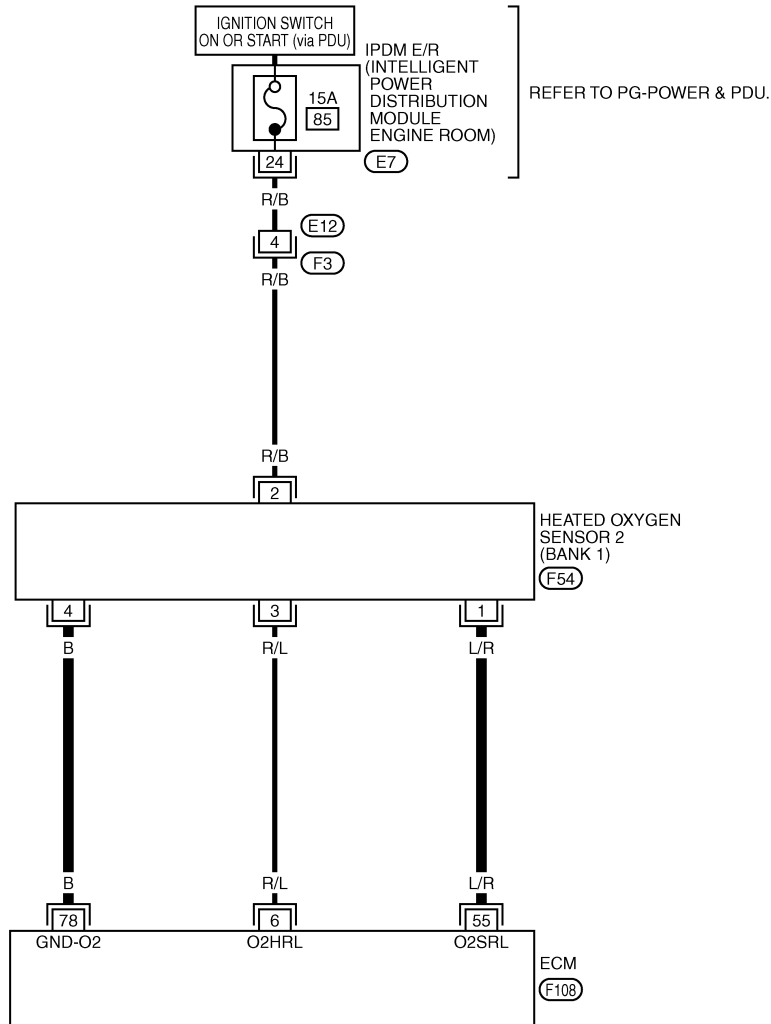 IGNITION SWITCH
ON OR START (via PDU)
IPDM E/R
(INTELLIGENT
POWER
DISTRIBUTION
MODULE
ENGINE ROOM)
REFER TO PG-POWER & PDU.
15A
85
24
E7
R/B
E12
4
F3
R/B
R/B
2
HEATED OXYGEN
SENSOR 2
(BANK 1)
F54
4
3
1
B
R/L
L/R
B
R/L
L/R
78
6
55
GND-O2
O2HRL
O2SRL
ECM
F108